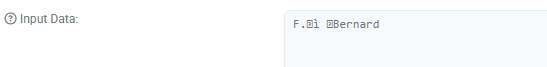 Input Data:
F.�ì �Bernard